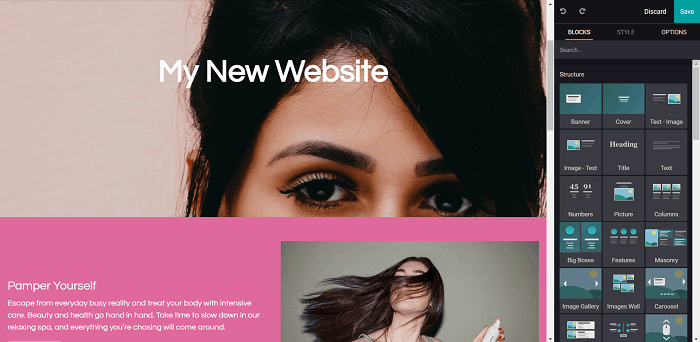 Discard
Save
BLOCKS
STYLE
OPTIONS
Search...
My New Website
Structure
Banner
Cover
Text - Image
Heading
Image - Text
Title
Text
45 91
Numbers
Picture
Columns
Big Boxes
Features
Masonry
Image Gallery
Images Wall
Carousel
Pamper Yourself
Escape from everyday busy reality and treat your body with intensive
care. Beauty and health go hand in hand. Take time to slow down in our
relaxing spa, and everything you're chosing will come around.